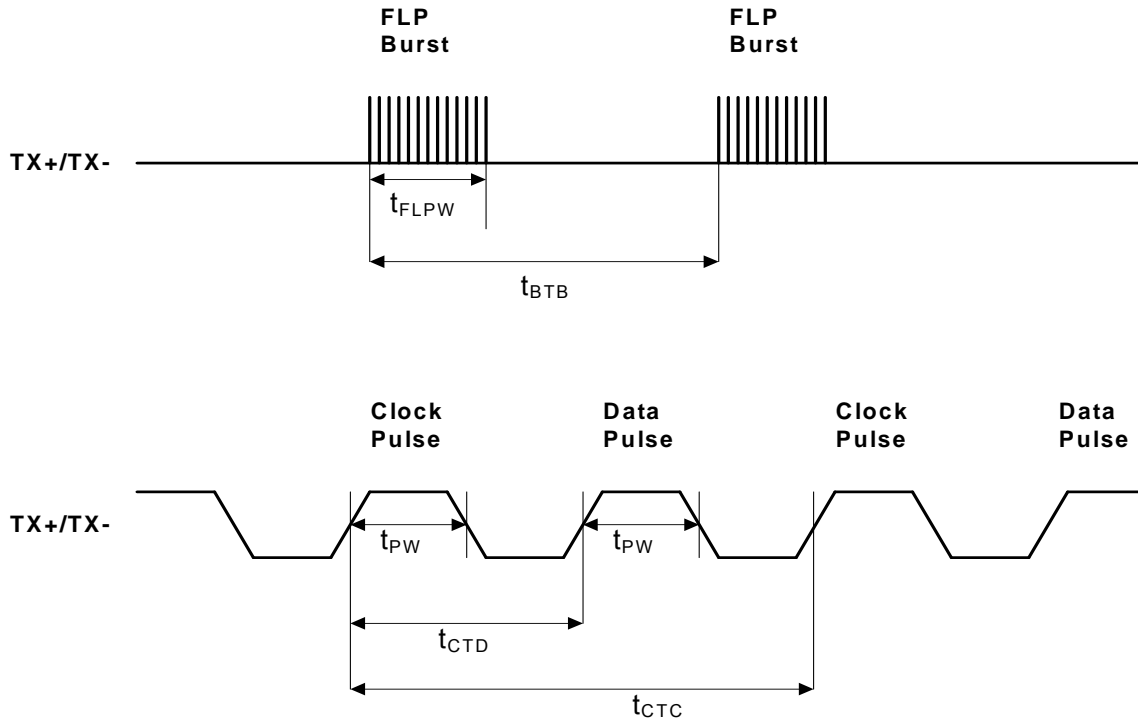 FLP
Burst
FLP
Burst
TX+/TX-
tFLPW
tBTB
Clock
Pulse
Data
Pulse
Clock
Pulse
Data
Pulse
TX+/TX-
tPW
tPW
tCTD
tCTC